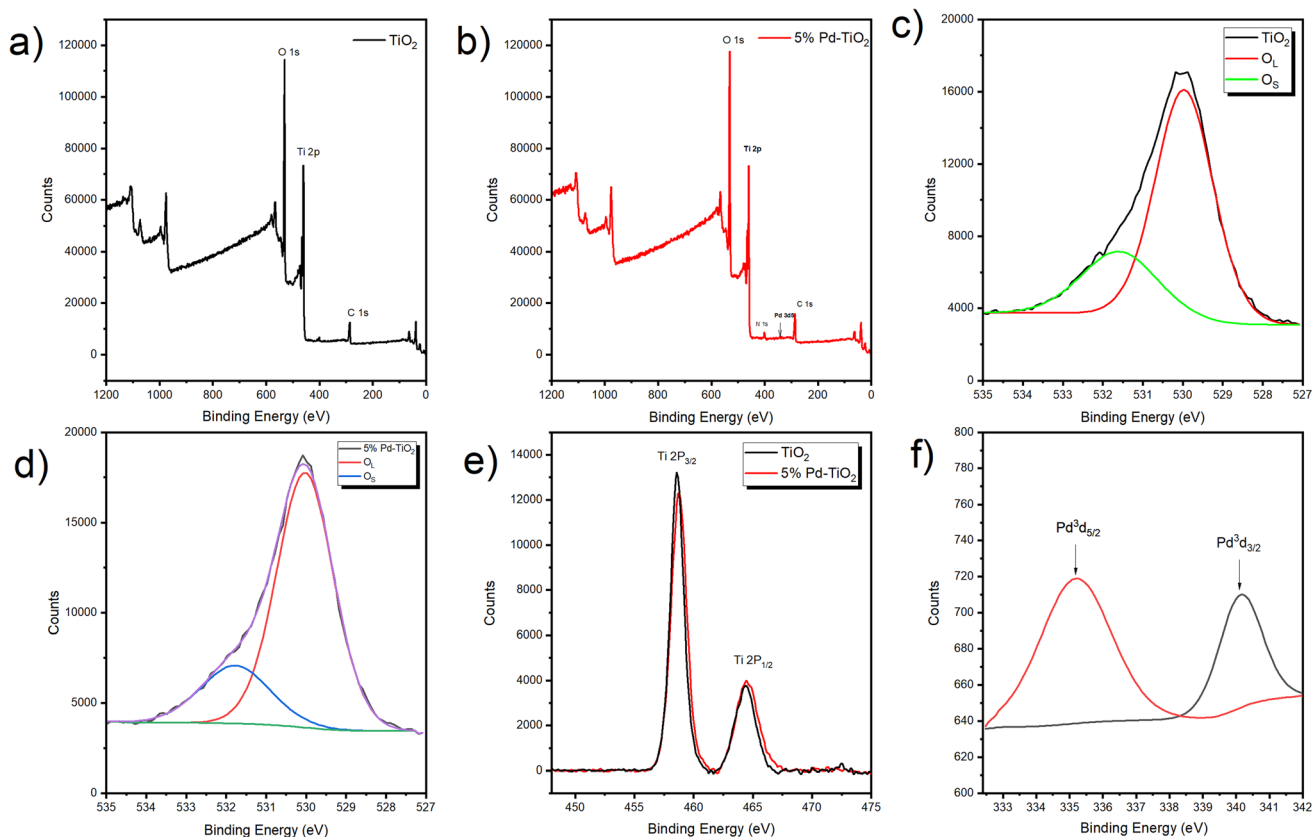 a)
TiO₂
O 1s
Ti 2p
C 1s
120000
100000
80000
60000
40000
20000
0
Counts
1200 1000 800 600 400 200 0
Binding Energy (eV)
b)
5% Pd-TiO₂
O 1s
Ti 2p
N 1s
Pd 3d5
C 1s
120000
100000
80000
60000
40000
20000
0
Counts
1200 1000 800 600 400 200 0
Binding Energy (eV)
c)
TiO₂
O_L
O_S
20000
16000
12000
8000
4000
0
Counts
535 534 533 532 531 530 529 528 527
Binding Energy (eV)
d)
5% Pd-TiO₂
O_L
O_S
20000
15000
10000
5000
0
Counts
535 534 533 532 531 530 529 528 527
Binding Energy (eV)
e)
TiO₂
5% Pd-TiO₂
Ti 2P₃/₂
Ti 2P₁/₂
14000
12000
10000
8000
6000
4000
2000
0
Counts
450 455 460 465 470 475
Binding Energy (eV)
f)
Pd³d₅/₂
Pd³d₃/₂
800
780
760
740
720
700
680
660
640
620
600
Counts
333 334 335 336 337 338 339 340 341 342
Binding Energy (eV)